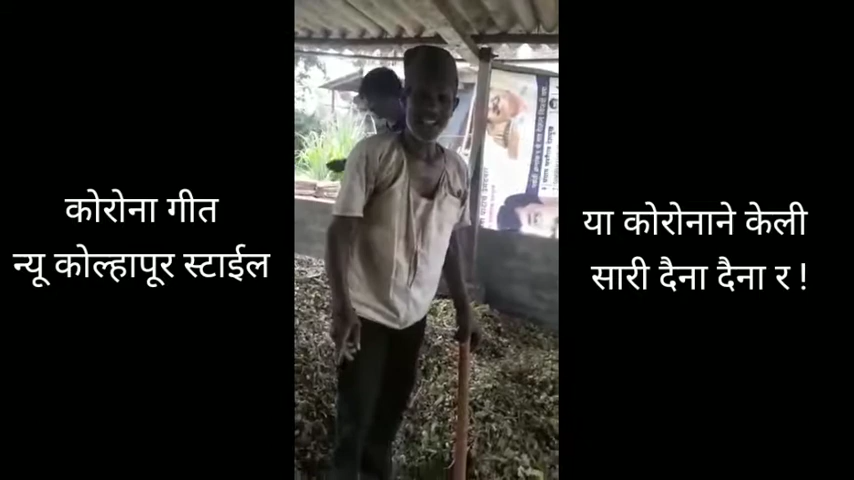 कोरोना गीत
न्यू कोल्हापूर स्टाईल
या कोरोनाने केली
सारी दैना दैना र !